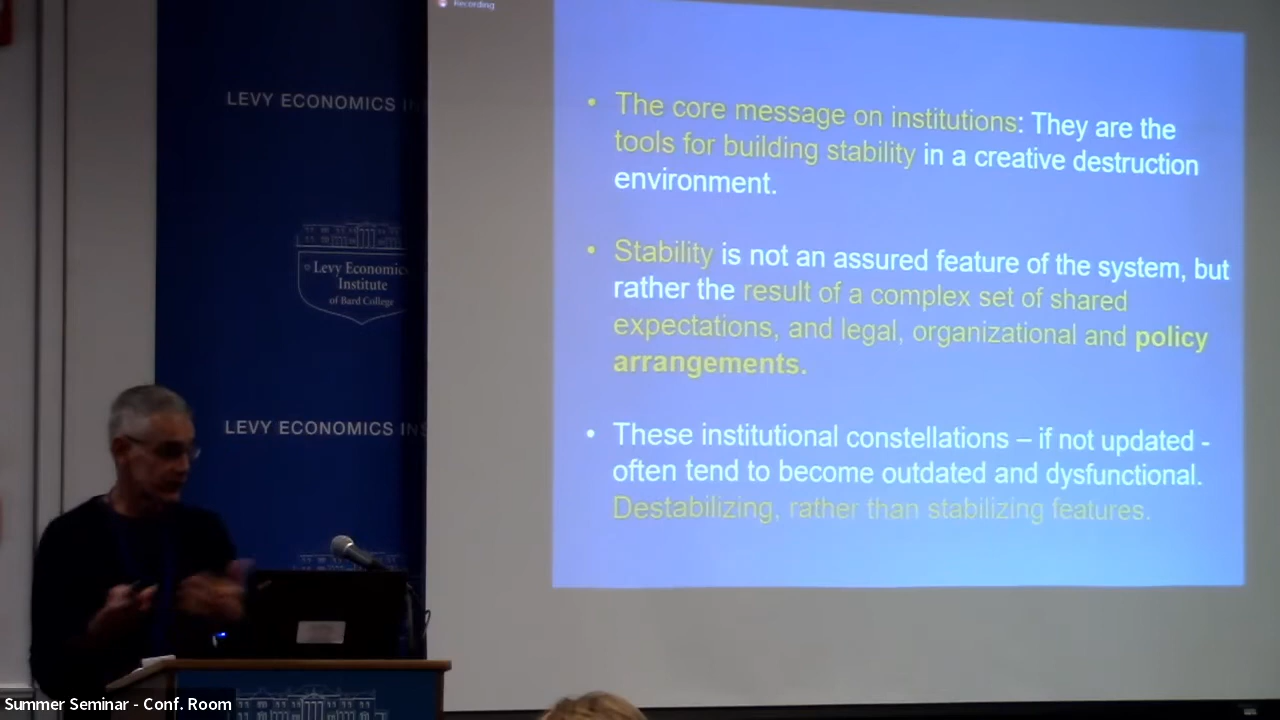 Recording
LEVY ECONOMICS
Levy Economics
Institute
of Bard College
LEVY ECONOMICS
• The core message on institutions: They are the
tools for building stability in a creative destruction
environment.
• Stability is not an assured feature of the system, but
rather the result of a complex set of shared
expectations, and legal, organizational and policy
arrangements.
• These institutional constellations – if not updated -
often tend to become outdated and dysfunctional.
Destabilizing, rather than stabilizing features.
Summer Seminar - Conf. Room